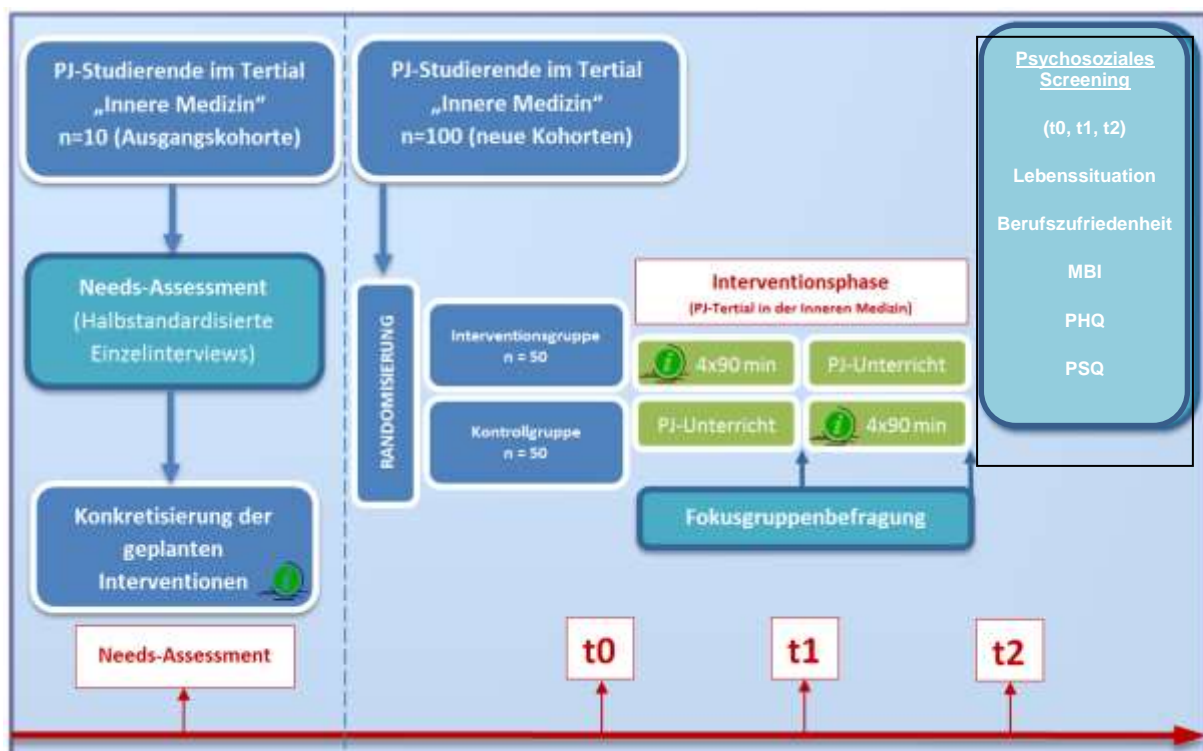 PJ-Studierende im Tertial
„Innere Medizin“
n=10 (Ausgangskohorte)
Needs-Assessment
(Halbstandardisierte
Einzelinterviews)
Konkretisierung der
geplanten
Interventionen
i
Needs-Assessment
PJ-Studierende im Tertial
„Innere Medizin“
n=100 (neue Kohorten)
RANDOMISIERUNG
Interventionsgruppe
n = 50
Kontrollgruppe
n = 50
Interventionsphase
(PJ-Tertial in der Inneren Medizin)
i 4x90 min
PJ-Unterricht
PJ-Unterricht
i 4x90 min
Fokusgruppenbefragung
t0
t1
t2
Psychosoziales
Screening
(t0, t1, t2)
Lebenssituation
Berufszufriedenheit
MBI
PHQ
PSQ